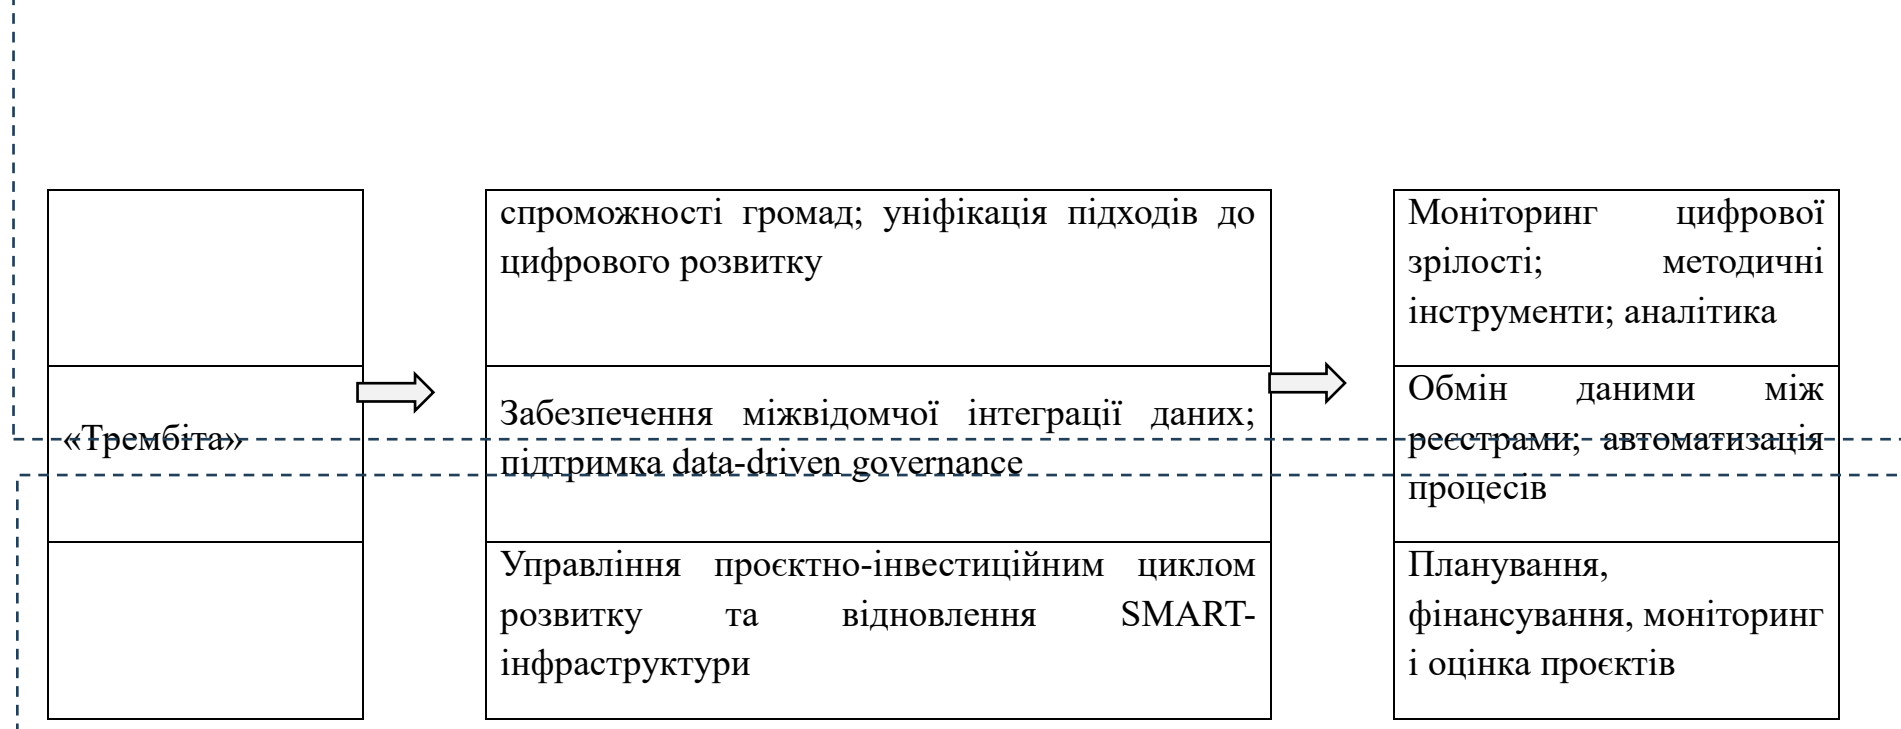 спроможності громад; уніфікація підходів до
цифрового розвитку
Моніторинг цифрової
зрілості; методичні
інструменти; аналітика
«Трембіта»
Забезпечення міжвідомчої інтеграції даних;
підтримка data-driven governance
Обмін даними між
реєстрами; автоматизація
процесів
Управління проєктно-інвестиційним циклом
розвитку та відновлення SMART-
інфраструктури
Планування,
фінансування, моніторинг
і оцінка проєктів